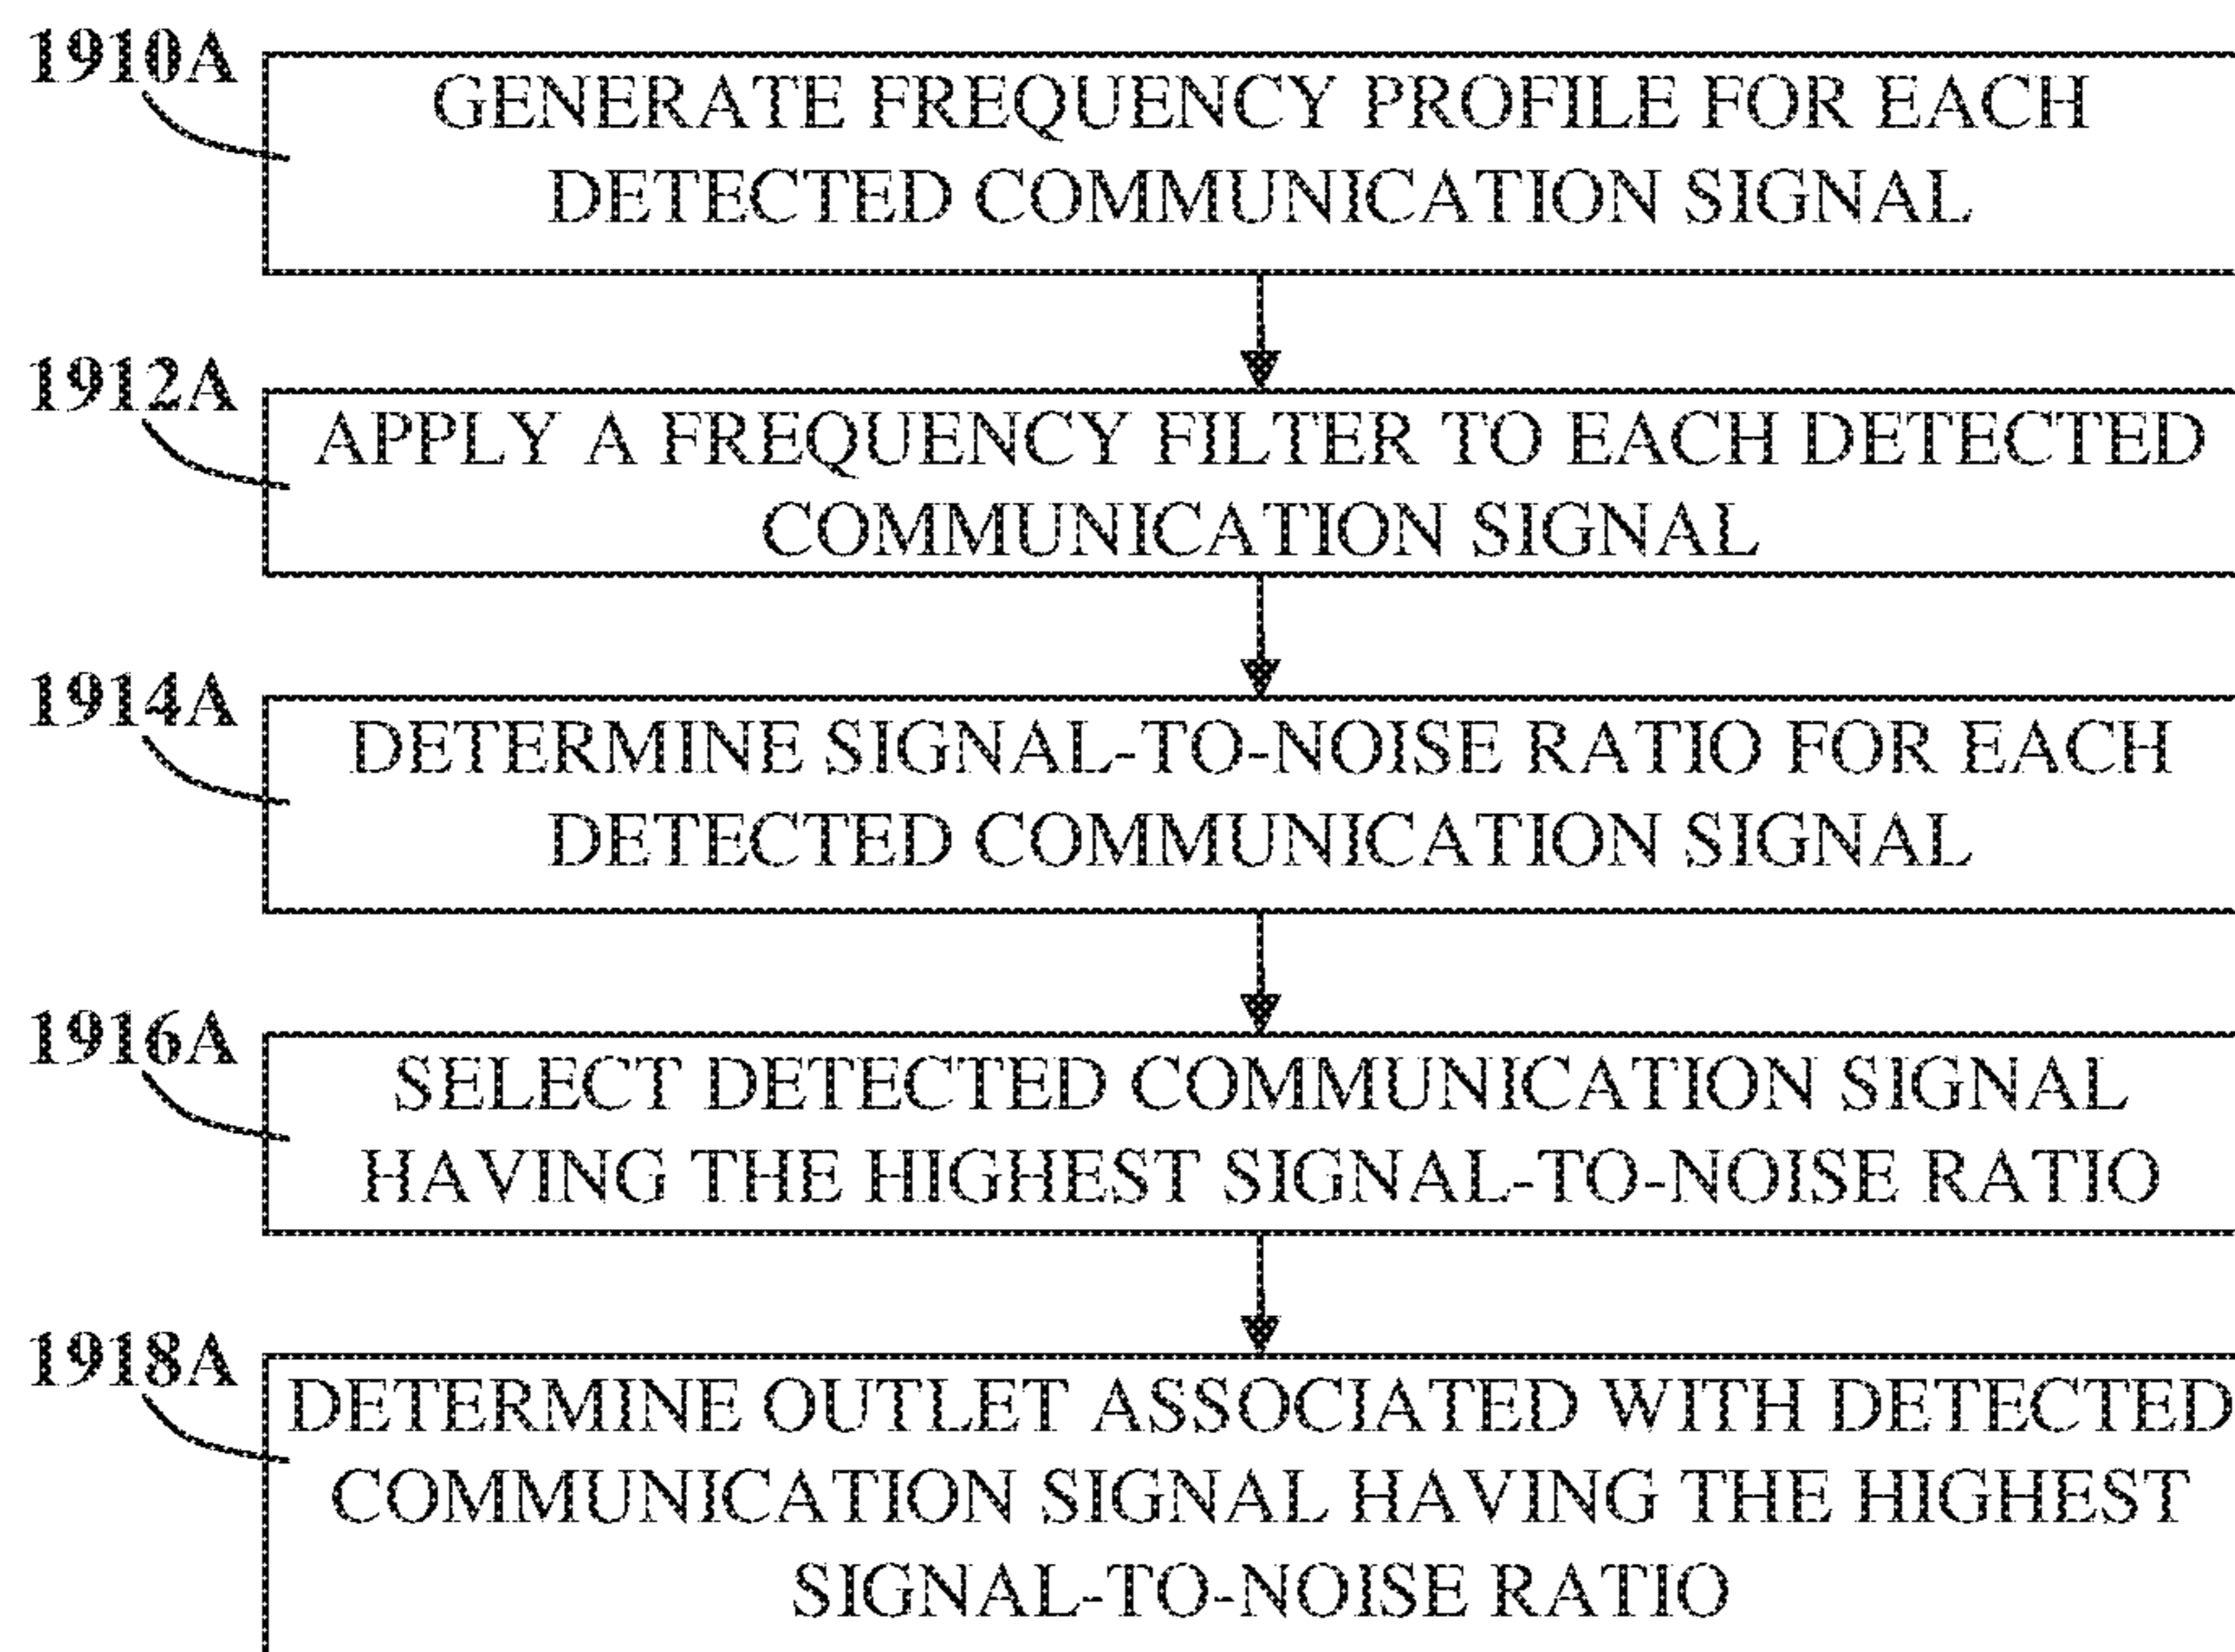 1910A
GENERATE FREQUENCY PROFILE FOR EACH
DETECTED COMMUNICATION SIGNAL
1912A
APPLY A FREQUENCY FILTER TO EACH DETECTED
COMMUNICATION SIGNAL
1914A
DETERMINE SIGNAL-TO-NOISE RATIO FOR EACH
DETECTED COMMUNICATION SIGNAL
1916A
SELECT DETECTED COMMUNICATION SIGNAL
HAVING THE HIGHEST SIGNAL-TO-NOISE RATIO
1918A
DETERMINE OUTLET ASSOCIATED WITH DETECTED
COMMUNICATION SIGNAL HAVING THE HIGHEST
SIGNAL-TO-NOISE RATIO